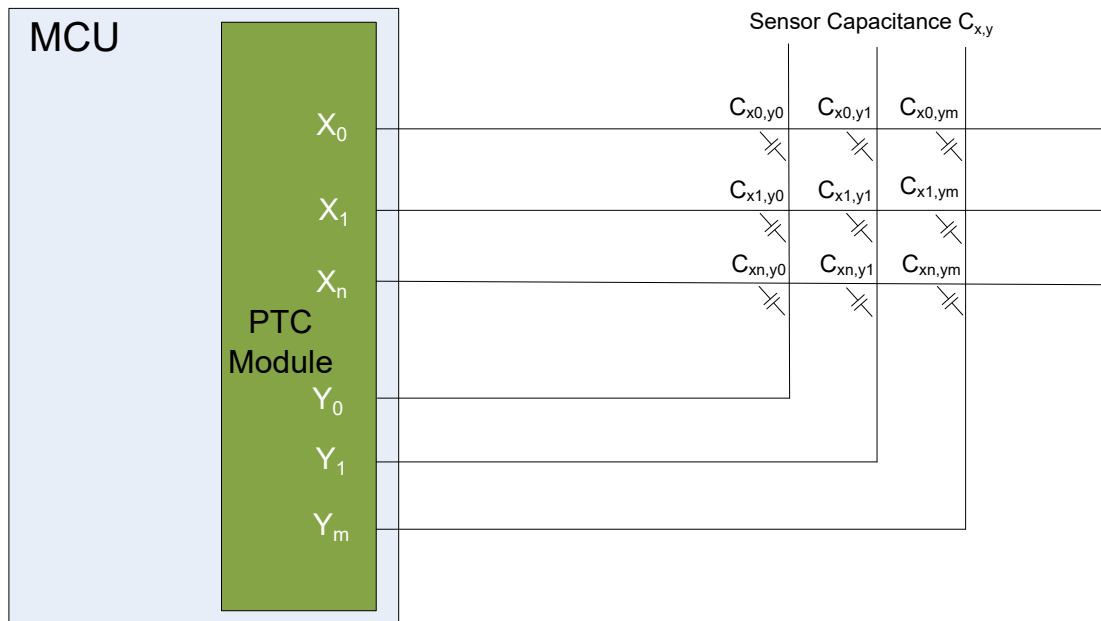 MCU
Sensor Capacitance Cx,y
X0
Cx0,y0 Cx0,y1 Cx0,ym
X1
Cx1,y0 Cx1,y1 Cx1,ym
Xn
Cxn,y0 Cxn,y1 Cxn,ym
PTC
Module
Y0
Y1
Ym